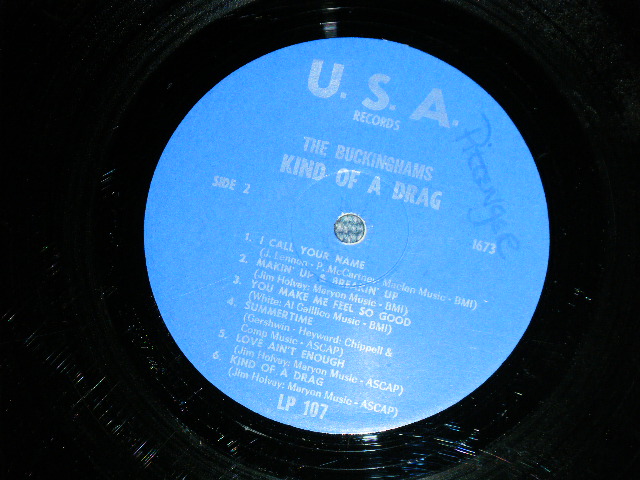 U. S. A.
RECORDS
THE BUCKINGHAMS
KIND OF A DRAG
SIDE 2
1673
1. I CALL YOUR NAME
(J. Lennon - P. McCartney: Maclen Music - BMI)
2. MAKIN' UP & BREAKIN' UP
(Jim Holvay: Maryon Music - BMI)
3. YOU MAKE ME FEEL SO GOOD
(White: Al Gallico Music - BMI)
4. SUMMERTIME
(Gershwin - Heyward: Chappell &
Comp Music - ASCAP)
5. LOVE AIN'T ENOUGH
(Jim Holvay: Maryon Music - ASCAP)
6. KIND OF A DRAG
(Jim Holvay: Maryon Music - ASCAP)
LP 107